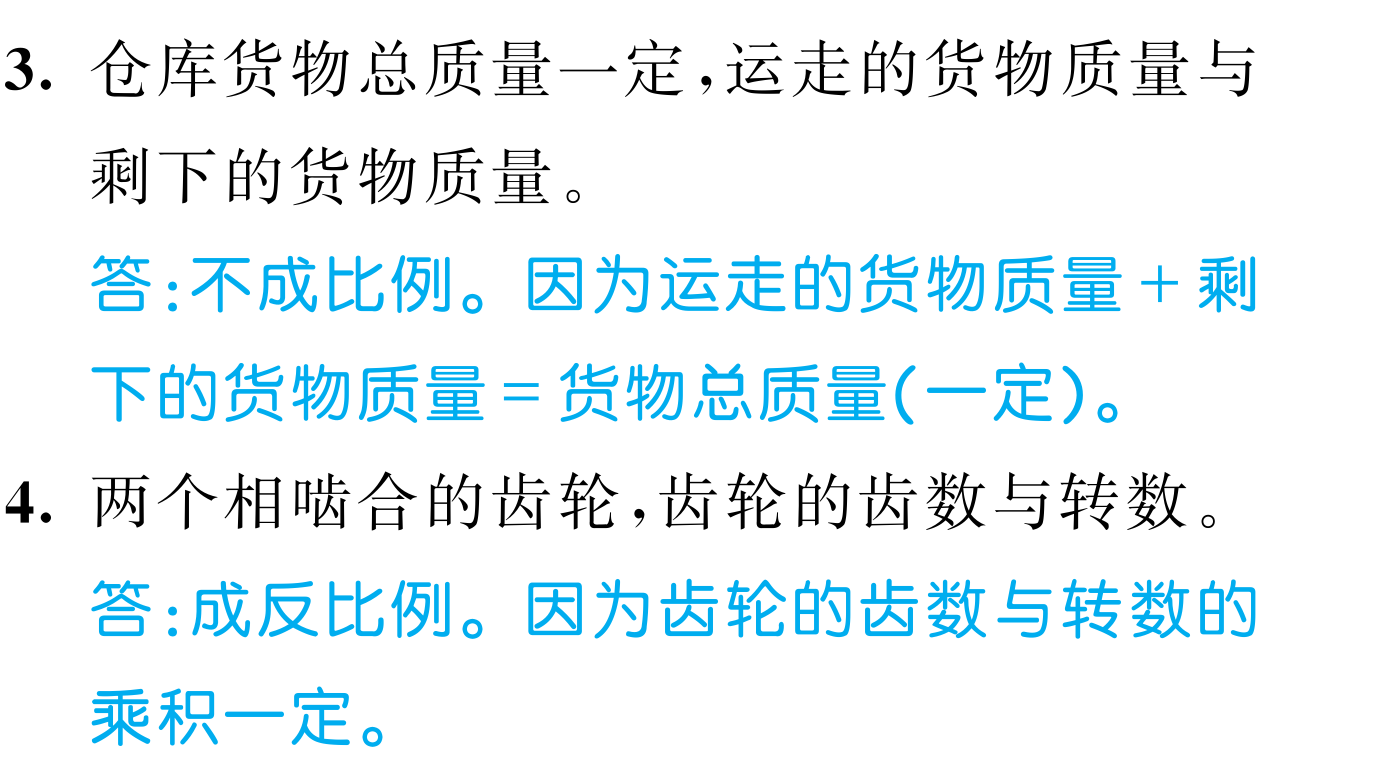 3. 仓库货物总质量一定,运走的货物质量与
剩下的货物质量。
答:不成比例。因为运走的货物质量+剩
下的货物质量=货物总质量(一定)。
4. 两个相啮合的齿轮,齿轮的齿数与转数。
答:成反比例。因为齿轮的齿数与转数的
乘积一定。